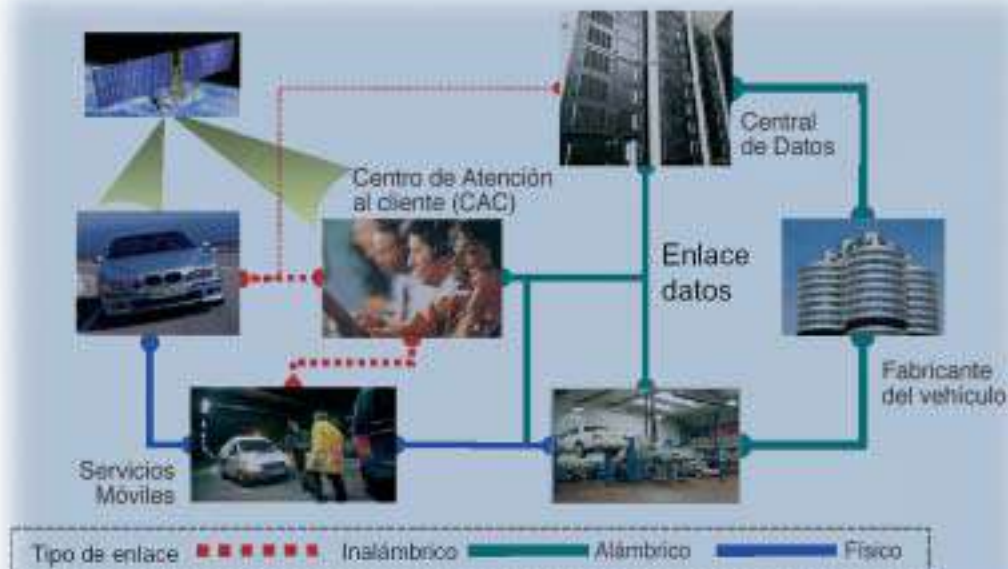 Central
de Datos
Centro de Atención
al cliente (CAC)
Enlace
datos
Fabricante
del vehículo
Servicios
Móviles
Tipo de enlace Inalámbrico Alámbrico Físico